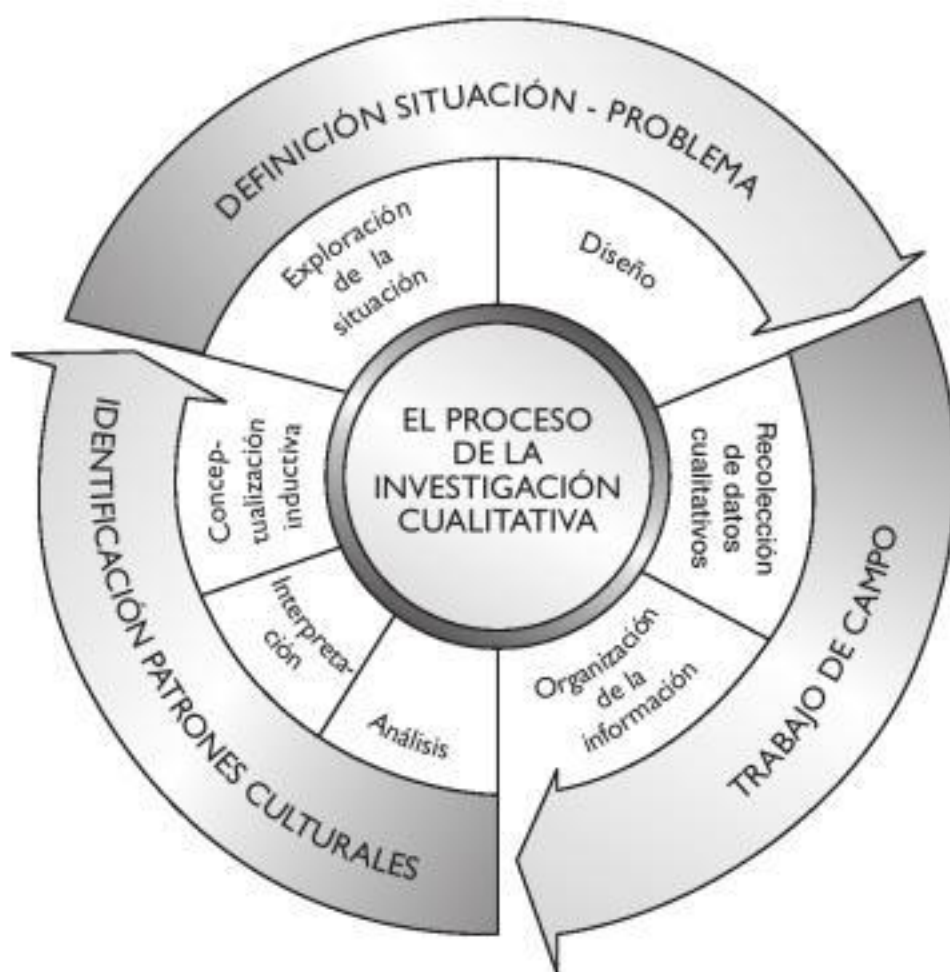 DEFINICIÓN SITUACIÓN - PROBLEMA
Exploración
de la
situación
Diseño
EL PROCESO
DE LA
INVESTIGACIÓN
CUALITATIVA
Recolección
de datos
cualitativos
TRABAJO DE CAMPO
Organización
de la
información
Análisis
Interpreta-
ción
Concep-
tualización
inductiva
IDENTIFICACIÓN PATRONES CULTURALES